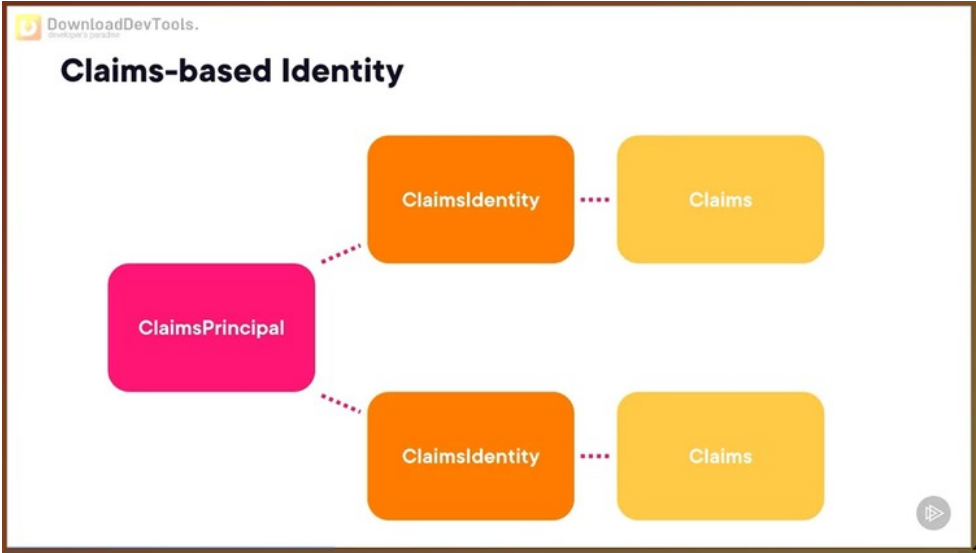 DownloadDevTools.
developer's paradise
Claims-based Identity
ClaimsIdentity
Claims
ClaimsPrincipal
ClaimsIdentity
Claims